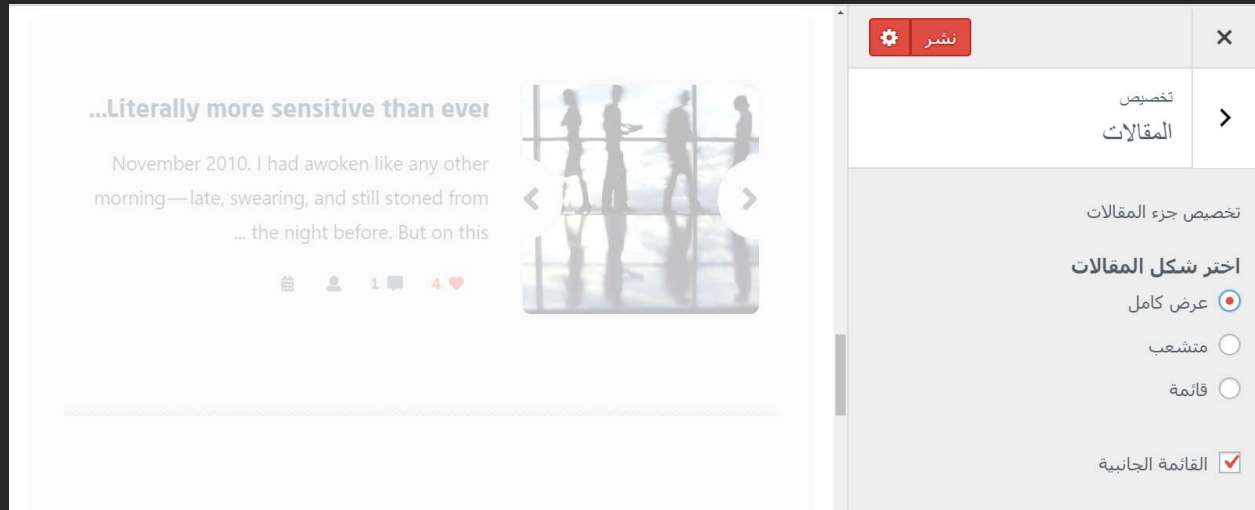 نشر
تخصيص
المقالات
تخصيص جزء المقالات
اختر شكل المقالات
عرض كامل
متشعب
قائمة
القائمة الجانبية
...Literally more sensitive than ever
November 2010. I had awoken like any other
morning—late, swearing, and still stoned from
... the night before. But on this
1 4